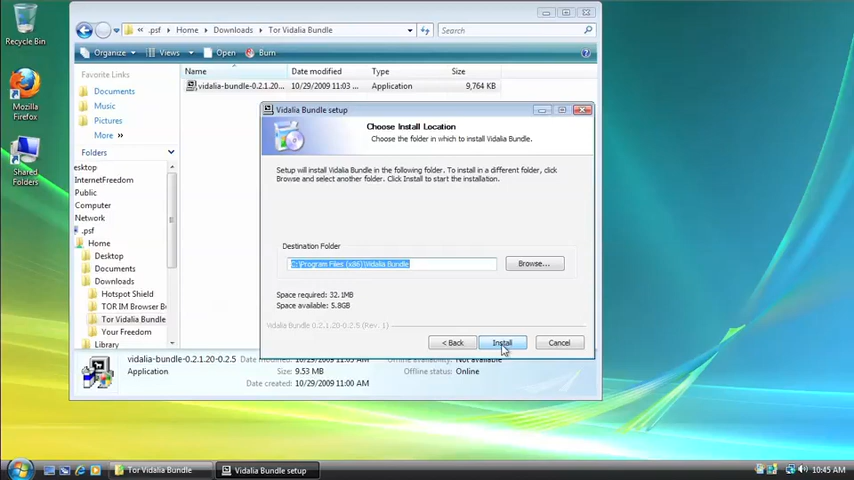 Recycle Bin
Mozilla
Firefox
Shared
Folders
.psf
Home
Downloads
Tor Vidalia Bundle
Search
Organize
Views
Open
Burn
Favorite Links
Documents
Music
Pictures
More »
Folders
esktop
InternetFreedom
Public
Computer
Network
.psf
Home
Desktop
Documents
Downloads
Hotspot Shield
TOR IM Browser B
Tor Vidalia Bundle
Your Freedom
Library
Name
Date modified
Type
Size
vidalia-bundle-0.2.1.20...
10/29/2009 11:03 ...
Application
9,764 KB
Vidalia Bundle setup
Choose Install Location
Choose the folder in which to install Vidalia Bundle.
Setup will install Vidalia Bundle in the following folder. To install in a different folder, click
Browse and select another folder. Click Install to start the installation.
Destination Folder
C:\Program Files (x86)\Vidalia Bundle
Browse...
Space required: 32.1MB
Space available: 5.8GB
Vidalia Bundle 0.2.1.20-0.2.5 (Rev. 1)
< Back
Install
Cancel
vidalia-bundle-0.2.1.20-0.2.5
Application
Date modified: 10/29/2009 11:03 AM
Size: 9.53 MB
Date created: 10/29/2009 11:00 AM
Offline availability: Not available
Offline status: Online
Tor Vidalia Bundle
Vidalia Bundle setup
10:45 AM